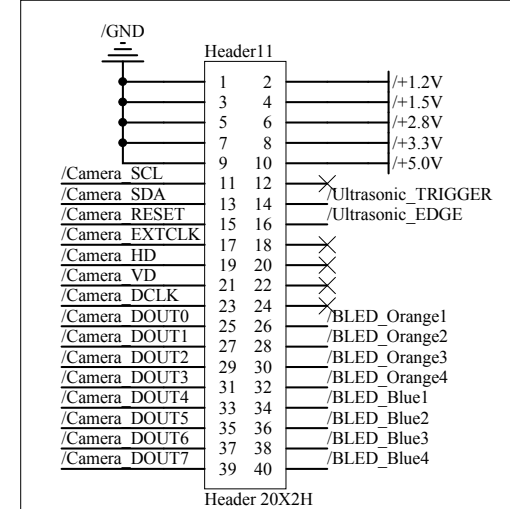 /GND
Header11
1 2 /+1.2V
3 4 /+1.5V
5 6 /+2.8V
7 8 /+3.3V
9 10 /+5.0V
/Camera_SCL 11 12
/Camera_SDA 13 14 /Ultrasonic_TRIGGER
/Camera_RESET 15 16 /Ultrasonic_EDGE
/Camera_EXTCLK 17 18
/Camera_HD 19 20
/Camera_VD 21 22
/Camera_DCLK 23 24
/Camera_DOUT0 25 26 /BLED_Orange1
/Camera_DOUT1 27 28 /BLED_Orange2
/Camera_DOUT2 29 30 /BLED_Orange3
/Camera_DOUT3 31 32 /BLED_Orange4
/Camera_DOUT4 33 34 /BLED_Blue1
/Camera_DOUT5 35 36 /BLED_Blue2
/Camera_DOUT6 37 38 /BLED_Blue3
/Camera_DOUT7 39 40 /BLED_Blue4
Header 20X2H